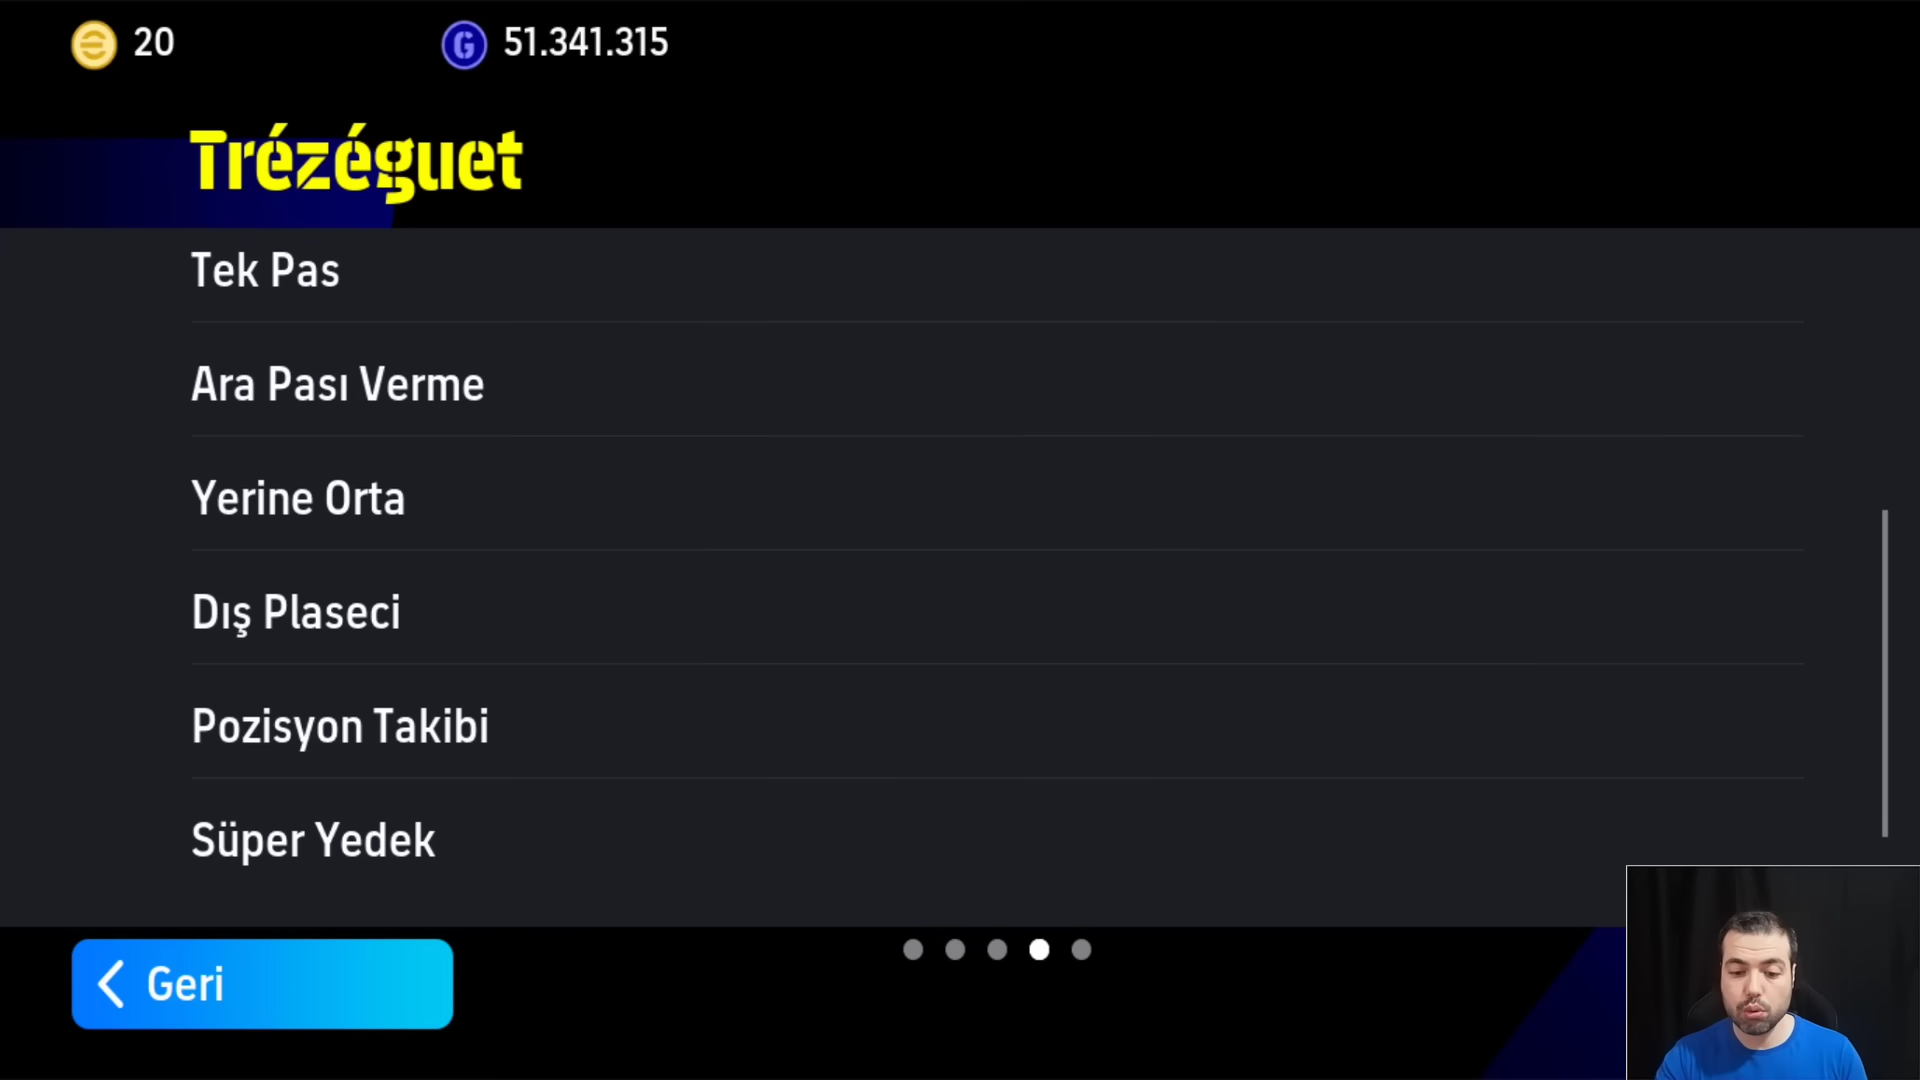 20
51.341.315
Trézéguet
Tek Pas
Ara Pası Verme
Yerine Orta
Dış Plaseci
Pozisyon Takibi
Süper Yedek
Geri